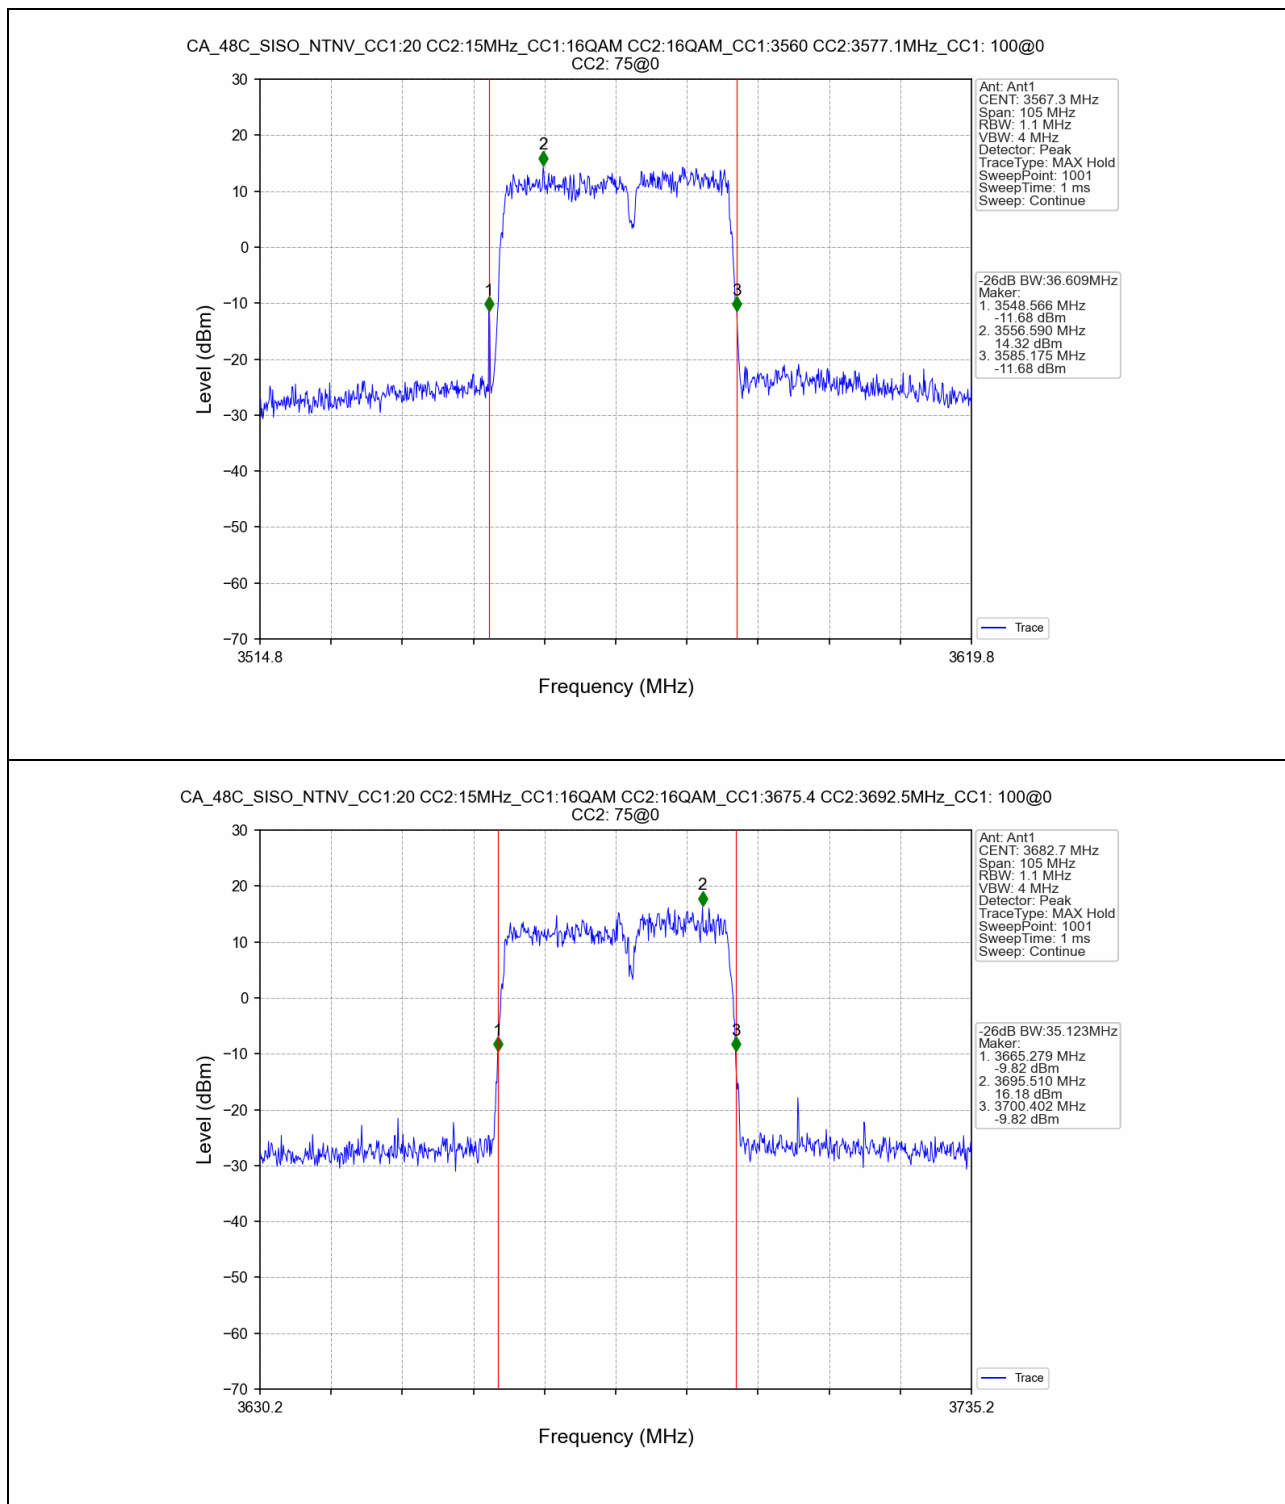 CA_48C_SISO_NTNV_CC1:20 CC2:15MHz_CC1:16QAM CC2:16QAM_CC1:3560 CC2:3577.1MHz_CC1: 100@0
CC2: 75@0
30
20
10
0
−10
−20
−30
−40
−50
−60
−70
Level (dBm)
1
2
3
3514.8
3619.8
Frequency (MHz)
Ant: Ant1
CENT: 3567.3 MHz
Span: 105 MHz
RBW: 1.1 MHz
VBW: 4 MHz
Detector: Peak
TraceType: MAX Hold
SweepPoint: 1001
SweepTime: 1 ms
Sweep: Continue
-26dB BW:36.609MHz
Maker:
1. 3548.566 MHz
-11.68 dBm
2. 3556.590 MHz
14.32 dBm
3. 3585.175 MHz
-11.68 dBm
Trace
CA_48C_SISO_NTNV_CC1:20 CC2:15MHz_CC1:16QAM CC2:16QAM_CC1:3675.4 CC2:3692.5MHz_CC1: 100@0
CC2: 75@0
30
20
10
0
−10
−20
−30
−40
−50
−60
−70
Level (dBm)
1
2
3
3630.2
3735.2
Frequency (MHz)
Ant: Ant1
CENT: 3682.7 MHz
Span: 105 MHz
RBW: 1.1 MHz
VBW: 4 MHz
Detector: Peak
TraceType: MAX Hold
SweepPoint: 1001
SweepTime: 1 ms
Sweep: Continue
-26dB BW:35.123MHz
Maker:
1. 3665.279 MHz
-9.82 dBm
2. 3695.510 MHz
16.18 dBm
3. 3700.402 MHz
-9.82 dBm
Trace